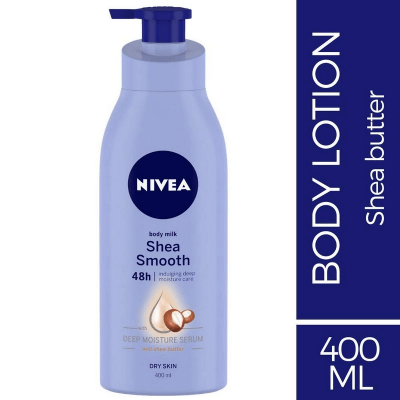 NIVEA
body milk
Shea
Smooth
48h
indulging deep
moisture care
with
DEEP MOISTURE SERUM
and shea butter
DRY SKIN
400 ml
BODY LOTION
Shea butter
400
ML